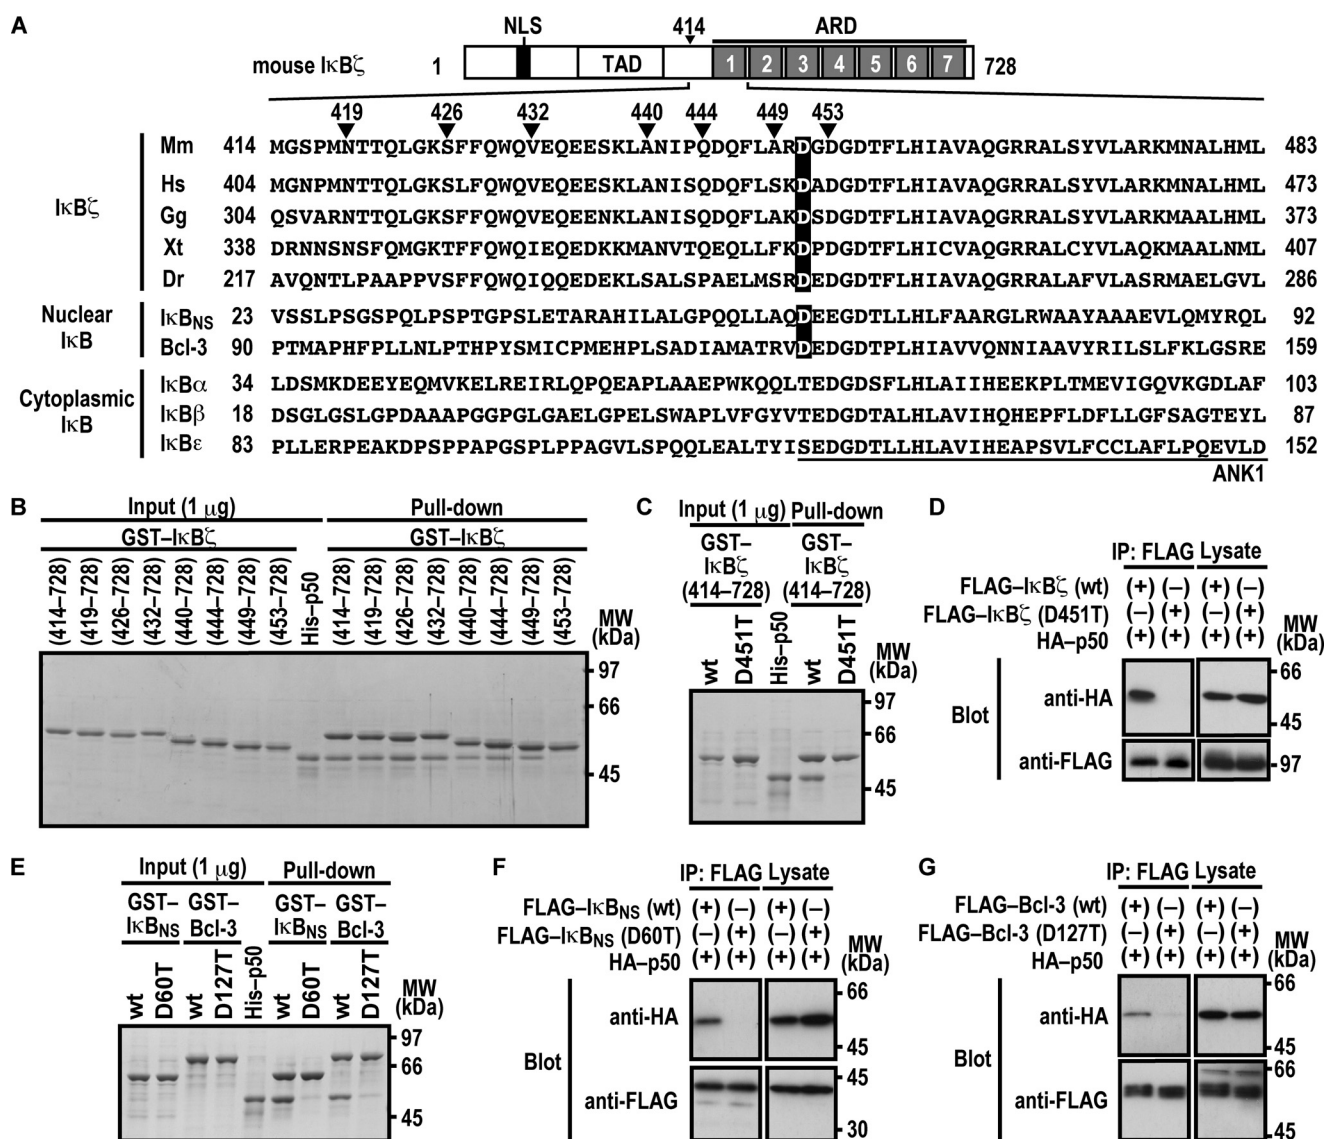 A
NLS 414 ARD
mouse IκBζ 1 TAD 1 2 3 4 5 6 7 728
419 426 432 440 444 449 453
IκBζ
Mm 414 MGSPMNTTQLGKSFFQWQVEQEESKLANIPQDQFLARDGDGDTFLHIAVAQGRRALSYVLARKMNALHML 483
Hs 404 MGNPMNTTQLGKSLFQWQVEQEESKLANISQDQFLSKDADGDTFLHIAVAQGRRALSYVLARKMNALHML 473
Gg 304 QSVARNTTQLGKSFFQWQVEQEENKLANISQDQFLAKDSDGDTFLHIAVAQGRRALSYVLARKMAALHML 373
Xt 338 DRNNSNSFQMGKTFFQWQIEQEDKKMANVTQEQLLFKDPDGDTFLHICVAQGRRALCYVLAQKMAALNML 407
Dr 217 AVQNTLPAAPPVSFFQWQIQQEDEKLSALSPAELMSRDEDGDTFLHIAVAQGRRALAFVLASRMAELGVL 286
Nuclear IκB
IκBNS 23 VSSLPSGSPQLPSPTGPSLETARAHILALGPQQLLAQDEEGDTLLHLFAARGLRWAAYAAAEVLQMYRQL 92
Bcl-3 90 PTMAPHFPLLNLPTHPYSMICPMEHPLSADIAMATRVDEDGDTPLHIAVVQNNIAAVYRILSLFKLGSRE 159
Cytoplasmic IκB
IκBα 34 LDSMKDEEYEQMVKELREIRLQPQEAPLAAEPWKQQLTEDGDSFLHLAIIHEEKPLTMEVIGQVKGDLAF 103
IκBβ 18 DSGLGSLGPDAAAPGGPGLGAELGPELSWAPLVFGYVTEDGDTALHLAVIHQHEPFLDFLLGFSAGTEYL 87
IκBε 83 PLLERPEAKDPSPPAPGSPLPPAGVLSPQQLEALTYISEDGDTLLHLAVIHEAPSVLFCCLAFLPQEVLD 152
ANK1
B
Input (1 μg) Pull-down
GST–IκBζ GST–IκBζ
(414–728) (419–728) (426–728) (432–728) (440–728) (444–728) (449–728) (453–728) His–p50 (414–728) (419–728) (426–728) (432–728) (440–728) (444–728) (449–728) (453–728)
MW
(kDa)
97
66
45
C
Input (1 μg) Pull-down
GST– GST–
IκBζ IκBζ
(414–728) (414–728)
wt D451T His–p50 wt D451T
MW
(kDa)
97
66
45
D
IP: FLAG Lysate
FLAG–IκBζ (wt) (+) (–) (+) (–)
FLAG–IκBζ (D451T) (–) (+) (–) (+)
HA–p50 (+) (+) (+) (+)
MW
(kDa)
Blot
anti-HA
66
45
anti-FLAG
97
E
Input (1 μg) Pull-down
GST– GST– GST– GST–
IκBNS Bcl-3 IκBNS Bcl-3
wt D60T wt D127T His–p50 wt D60T wt D127T
MW
(kDa)
97
66
45
F
IP: FLAG Lysate
FLAG–IκBNS (wt) (+) (–) (+) (–)
FLAG–IκBNS (D60T) (–) (+) (–) (+)
HA–p50 (+) (+) (+) (+)
MW
(kDa)
Blot
anti-HA
66
45
anti-FLAG
45
30
G
IP: FLAG Lysate
FLAG–Bcl-3 (wt) (+) (–) (+) (–)
FLAG–Bcl-3 (D127T) (–) (+) (–) (+)
HA–p50 (+) (+) (+) (+)
MW
(kDa)
Blot
anti-HA
66
45
anti-FLAG
66
45